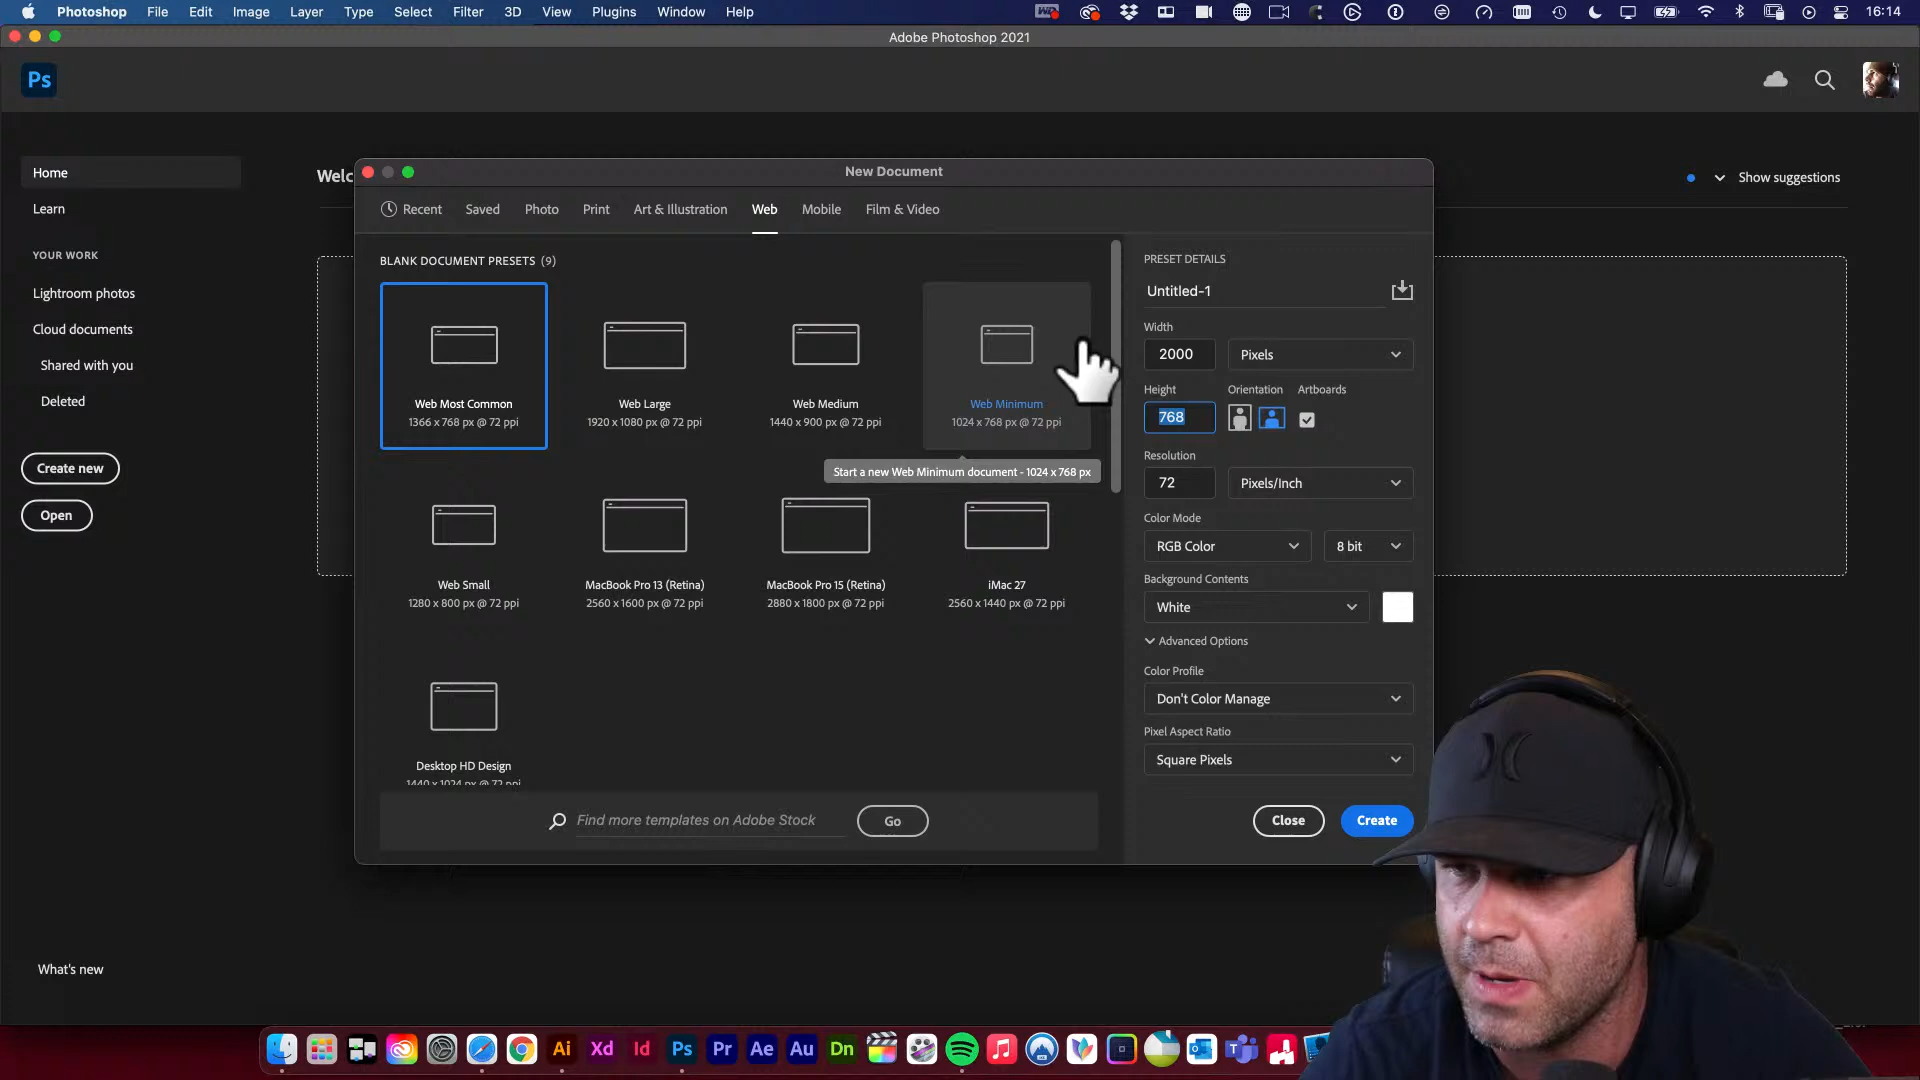 Photoshop File Edit Image Layer Type Select Filter 3D View Plugins Window Help 16:14
Adobe Photoshop 2021
Ps
Home
Learn
YOUR WORK
Lightroom photos
Cloud documents
Shared with you
Deleted
Create new
Open
What's new
Welc
Show suggestions
New Document
Recent Saved Photo Print Art & Illustration Web Mobile Film & Video
BLANK DOCUMENT PRESETS (9)
Web Most Common
1366 x 768 px @ 72 ppi
Web Large
1920 x 1080 px @ 72 ppi
Web Medium
1440 x 900 px @ 72 ppi
Web Minimum
1024 x 768 px @ 72 ppi
Start a new Web Minimum document - 1024 x 768 px
Web Small
1280 x 800 px @ 72 ppi
MacBook Pro 13 (Retina)
2560 x 1600 px @ 72 ppi
MacBook Pro 15 (Retina)
2880 x 1800 px @ 72 ppi
iMac 27
2560 x 1440 px @ 72 ppi
Desktop HD Design
1440 x 1024 px @ 72 ppi
Find more templates on Adobe Stock Go
PRESET DETAILS
Untitled-1
Width
2000 Pixels
Height Orientation Artboards
768
Resolution
72 Pixels/Inch
Color Mode
RGB Color 8 bit
Background Contents
White
Advanced Options
Color Profile
Don't Color Manage
Pixel Aspect Ratio
Square Pixels
Close Create
Ai Xd Id Ps Pr Ae Au Dn